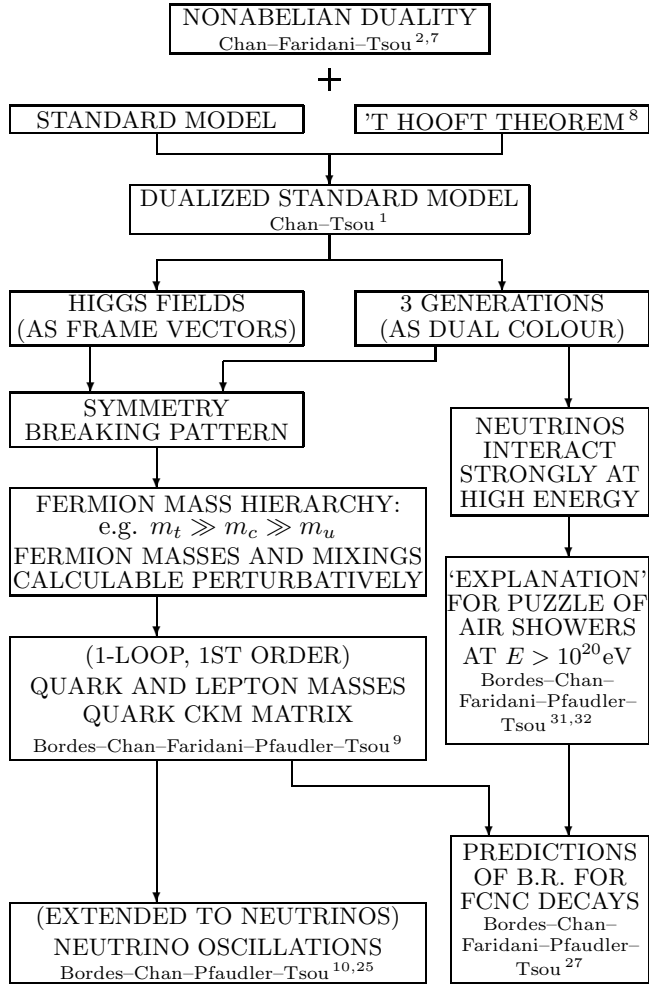 NONABELIAN DUALITY
Chan–Faridani–Tsou 2,7
+
STANDARD MODEL
'T HOOFT THEOREM 8
DUALIZED STANDARD MODEL
Chan–Tsou 1
HIGGS FIELDS
(AS FRAME VECTORS)
3 GENERATIONS
(AS DUAL COLOUR)
SYMMETRY
BREAKING PATTERN
NEUTRINOS
INTERACT
STRONGLY AT
HIGH ENERGY
FERMION MASS HIERARCHY:
e.g. m_t ≫ m_c ≫ m_u
FERMION MASSES AND MIXINGS
CALCULABLE PERTURBATIVELY
'EXPLANATION'
FOR PUZZLE OF
AIR SHOWERS
AT E > 10^20 eV
Bordes–Chan–
Faridani–Pfaudler–
Tsou 31,32
(1-LOOP, 1ST ORDER)
QUARK AND LEPTON MASSES
QUARK CKM MATRIX
Bordes–Chan–Faridani–Pfaudler–Tsou 9
PREDICTIONS
OF B.R. FOR
FCNC DECAYS
Bordes–Chan–
Faridani–Pfaudler–
Tsou 27
(EXTENDED TO NEUTRINOS)
NEUTRINO OSCILLATIONS
Bordes–Chan–Pfaudler–Tsou 10,25